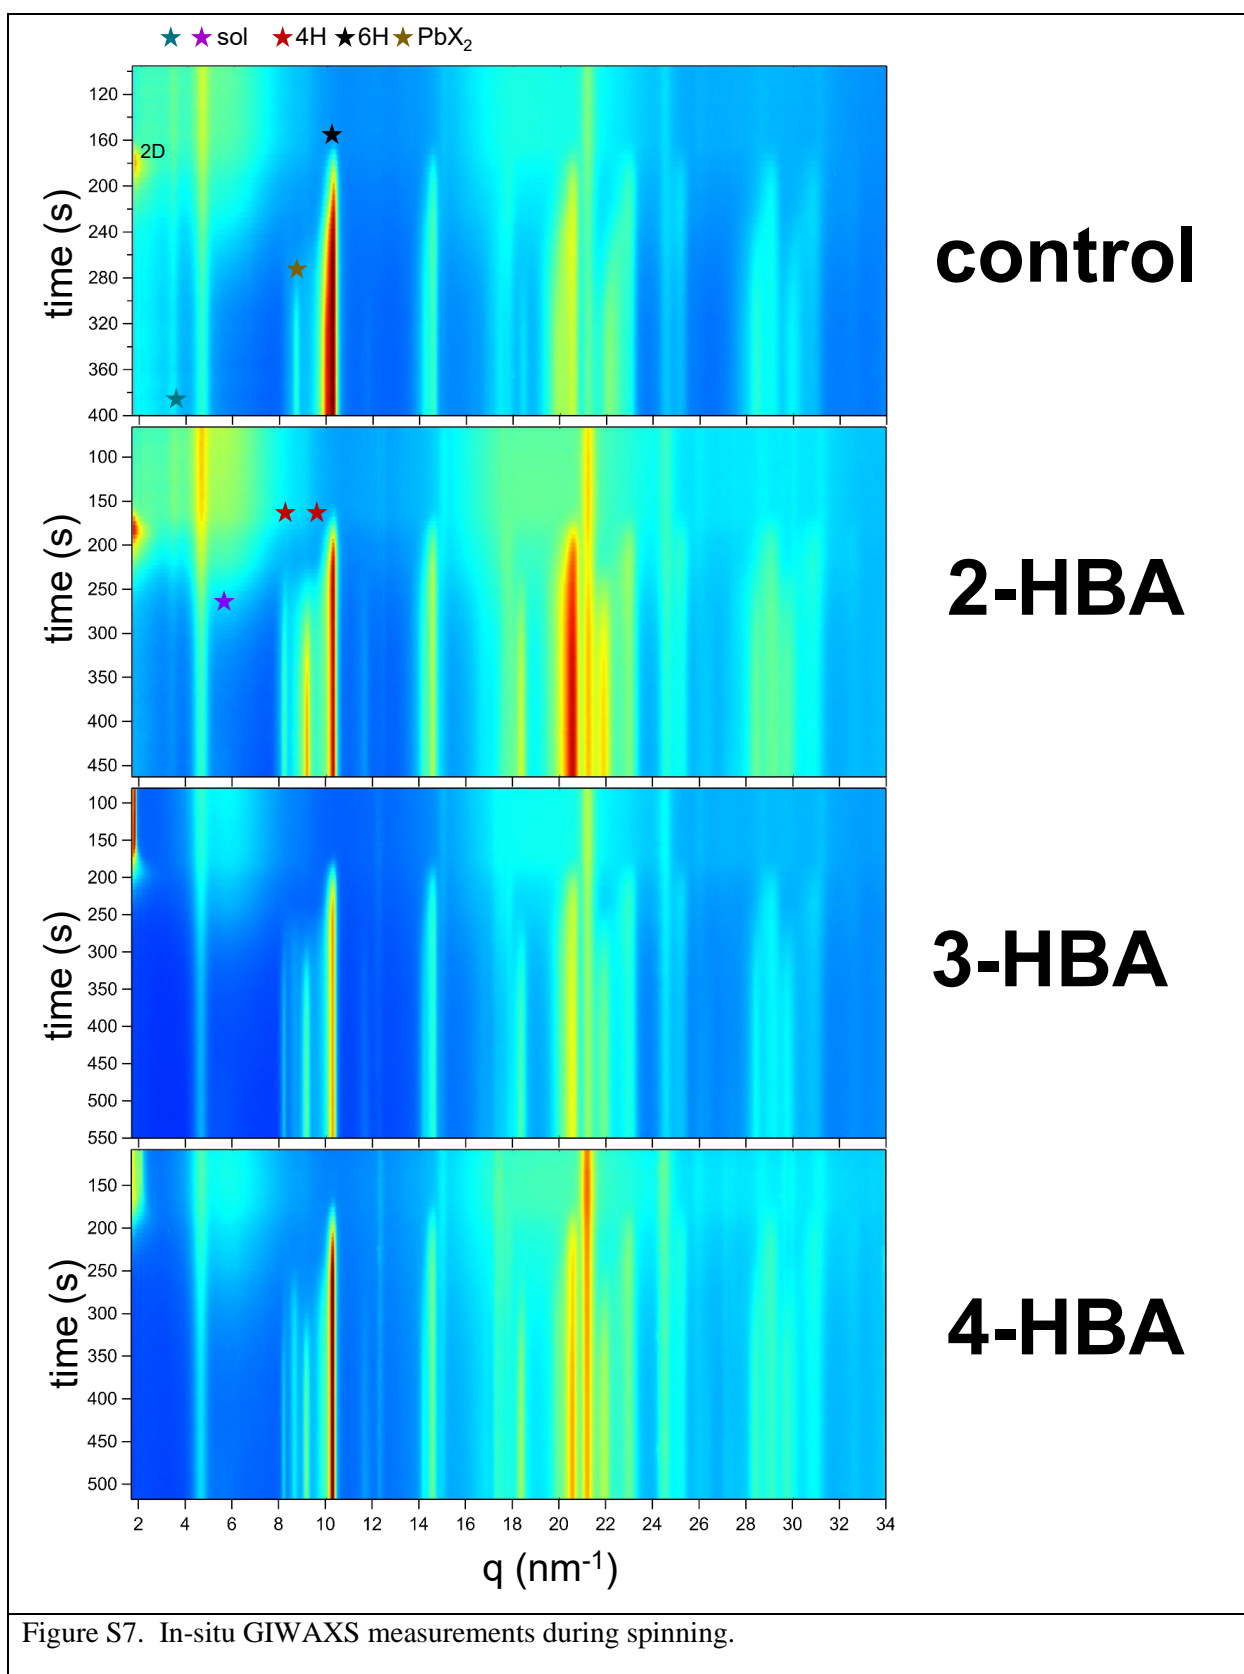 ★ ★ sol ★ 4H ★ 6H ★ PbX2
120
160
200
240
280
320
360
400
time (s)
2D
control
100
150
200
250
300
350
400
450
time (s)
2-HBA
100
150
200
250
300
350
400
450
500
550
time (s)
3-HBA
150
200
250
300
350
400
450
500
time (s)
4-HBA
2 4 6 8 10 12 14 16 18 20 22 24 26 28 30 32 34
q (nm-1)
Figure S7. In-situ GIWAXS measurements during spinning.